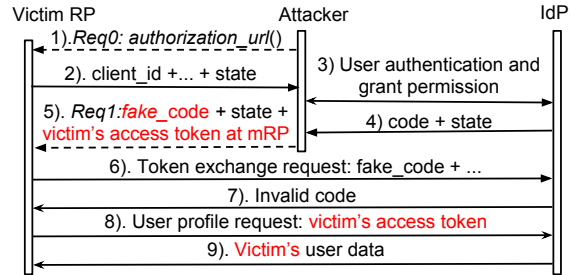 Victim RP
Attacker
IdP
1).Req0: authorization_url()
2). client_id +... + state
3) User authentication and
grant permission
4) code + state
5). Req1:fake_code + state +
victim's access token at mRP
6). Token exchange request: fake_code + ...
7). Invalid code
8). User profile request: victim's access token
9). Victim's user data